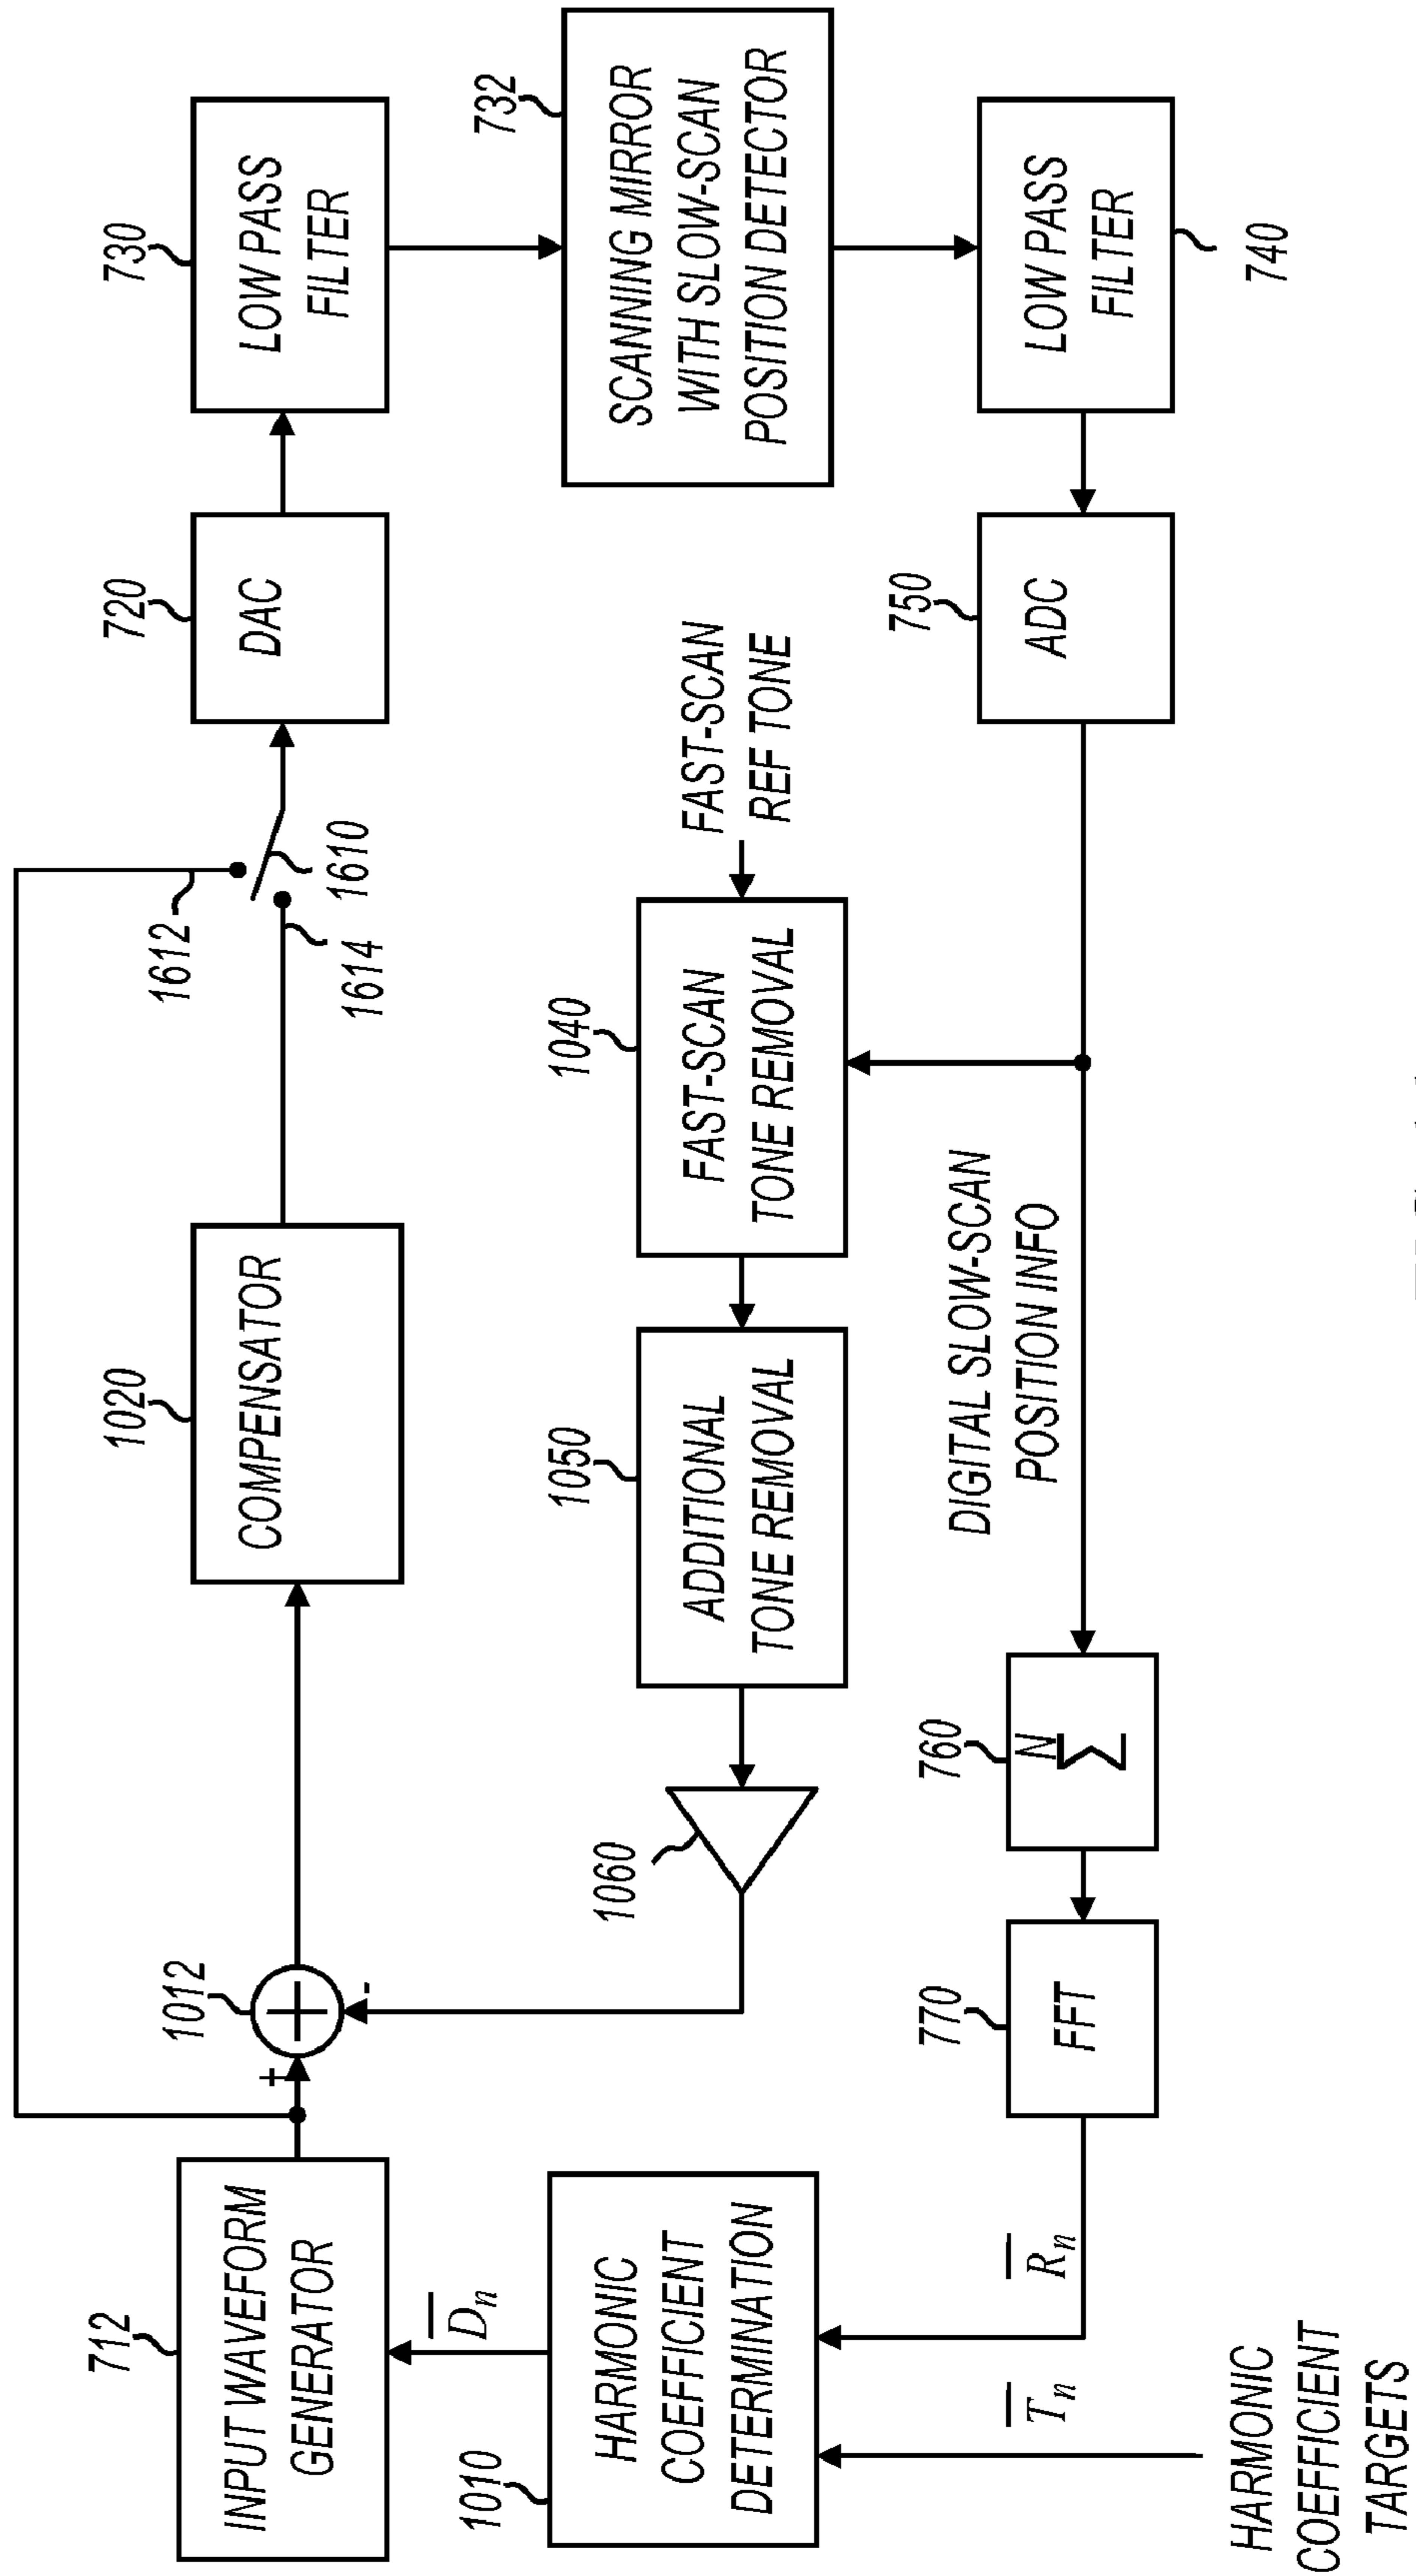 712
INPUT WAVEFORM
GENERATOR
+
-
1012
1020
COMPENSATOR
1612
1614
1610
720
DAC
730
LOW PASS
FILTER
732
SCANNING MIRROR
WITH SLOW-SCAN
POSITION DETECTOR
1010
HARMONIC
COEFFICIENT
DETERMINATION
D̅n
1060
1050
ADDITIONAL
TONE REMOVAL
1040
FAST-SCAN
TONE REMOVAL
FAST-SCAN
REF TONE
T̅n
R̅n
HARMONIC
COEFFICIENT
TARGETS
770
FFT
760
N
Σ
DIGITAL SLOW-SCAN
POSITION INFO
750
ADC
LOW PASS
FILTER
740